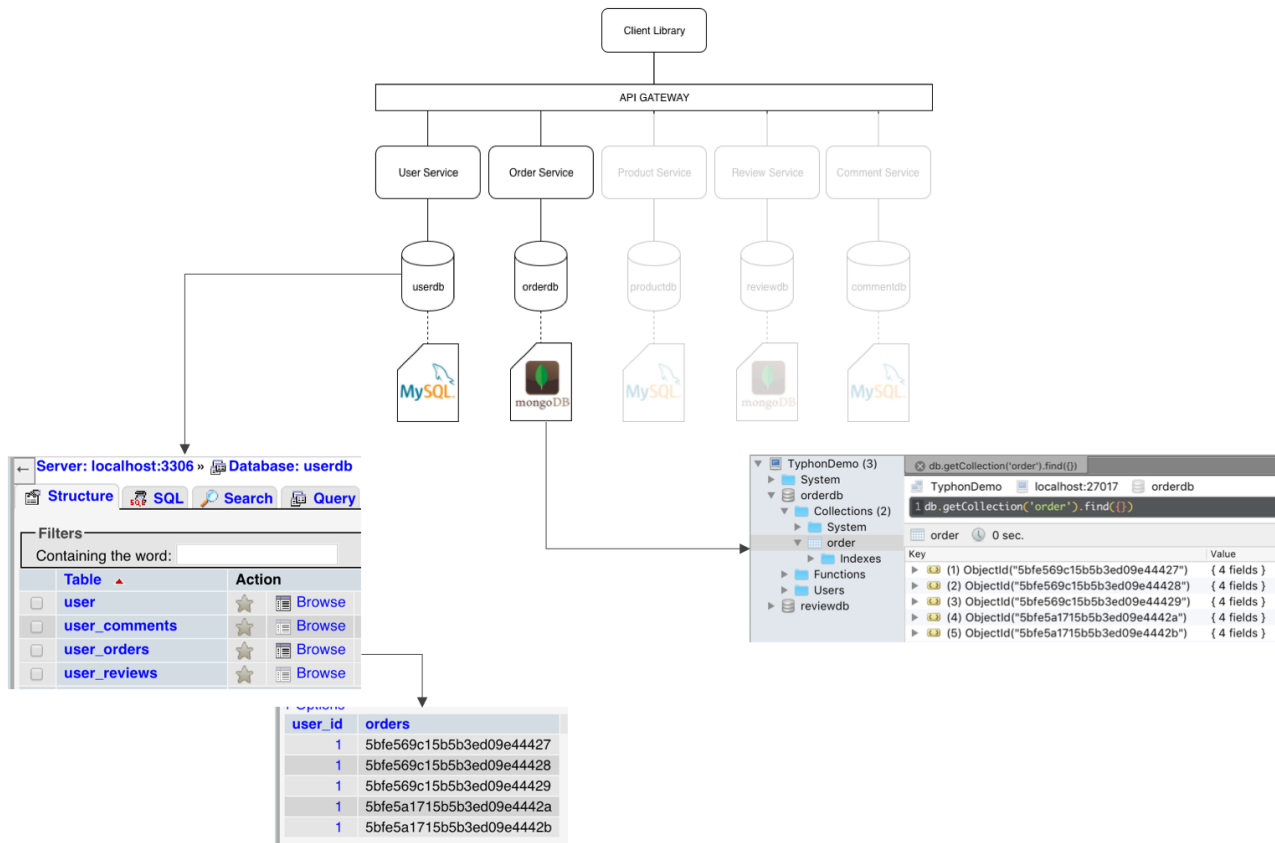 Client Library
API GATEWAY
User Service
Order Service
Product Service
Review Service
Comment Service
userdb
orderdb
productdb
reviewdb
commentdb
MySQL.
mongoDB
MySQL.
mongoDB
MySQL.
← Server: localhost:3306 » Database: userdb
Structure SQL Search Query
Filters
Containing the word:
Table Action
user Browse
user_comments Browse
user_orders Browse
user_reviews Browse
Options
user_id orders
1 5bfe569c15b5b3ed09e44427
1 5bfe569c15b5b3ed09e44428
1 5bfe569c15b5b3ed09e44429
1 5bfe5a1715b5b3ed09e4442a
1 5bfe5a1715b5b3ed09e4442b
TyphonDemo (3)
System
orderdb
Collections (2)
System
order
Indexes
Functions
Users
reviewdb
db.getCollection('order').find({})
TyphonDemo localhost:27017 orderdb
1 db.getCollection('order').find({})
order 0 sec.
Key Value
(1) ObjectId("5bfe569c15b5b3ed09e44427") { 4 fields }
(2) ObjectId("5bfe569c15b5b3ed09e44428") { 4 fields }
(3) ObjectId("5bfe569c15b5b3ed09e44429") { 4 fields }
(4) ObjectId("5bfe5a1715b5b3ed09e4442a") { 4 fields }
(5) ObjectId("5bfe5a1715b5b3ed09e4442b") { 4 fields }